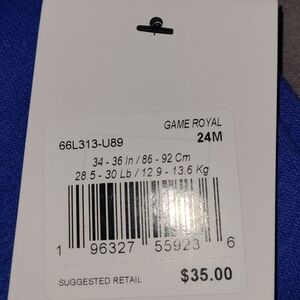 GAME ROYAL
66L313-U89 24M
34 - 36 In / 86 - 92 Cm
28.5 - 30 Lb / 12.9 - 13.6 Kg
1 96327 55923 6
SUGGESTED RETAIL $35.00